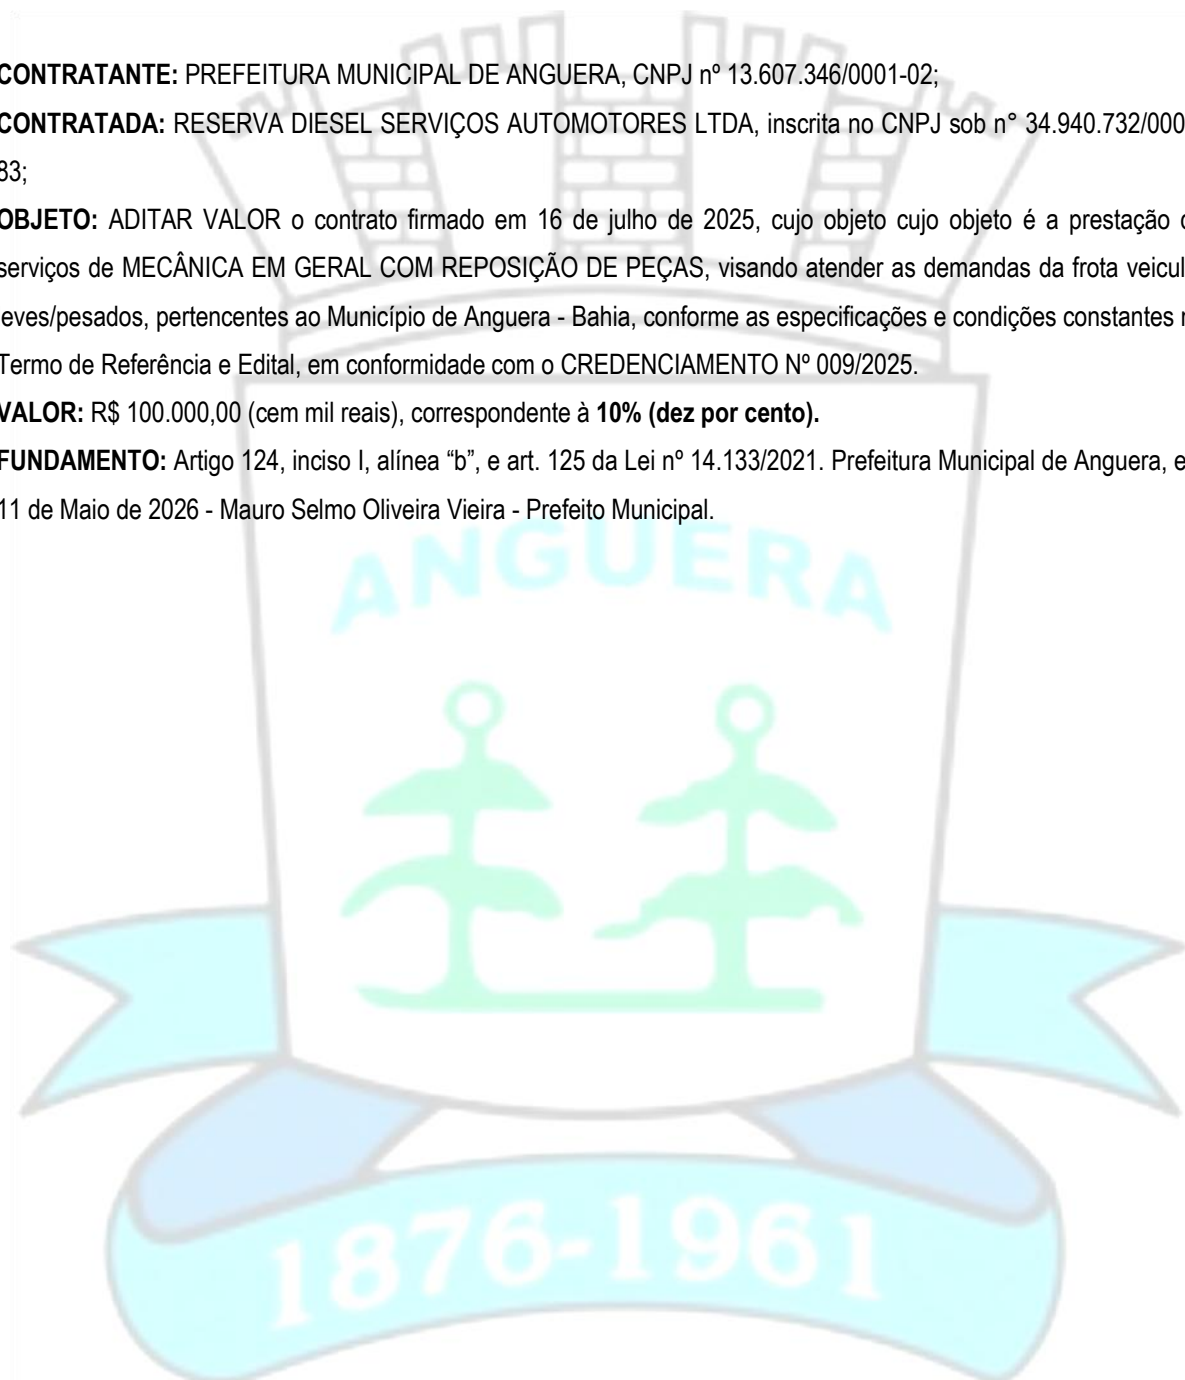 CONTRATANTE: PREFEITURA MUNICIPAL DE ANGUERA, CNPJ nº 13.607.346/0001-02;
CONTRATADA: RESERVA DIESEL SERVIÇOS AUTOMOTORES LTDA, inscrita no CNPJ sob n° 34.940.732/000
83;
OBJETO: ADITAR VALOR o contrato firmado em 16 de julho de 2025, cujo objeto cujo objeto é a prestação
serviços de MECÂNICA EM GERAL COM REPOSIÇÃO DE PEÇAS, visando atender as demandas da frota veicul
eves/pesados, pertencentes ao Município de Anguera - Bahia, conforme as especificações e condições constantes
Termo de Referência e Edital, em conformidade com o CREDENCIAMENTO Nº 009/2025.
VALOR: R$ 100.000,00 (cem mil reais), correspondente à 10% (dez por cento).
FUNDAMENTO: Artigo 124, inciso I, alínea “b”, e art. 125 da Lei nº 14.133/2021. Prefeitura Municipal de Anguera, e
11 de Maio de 2026 - Mauro Selmo Oliveira Vieira - Prefeito Municipal.
ANGUERA
1876-1961